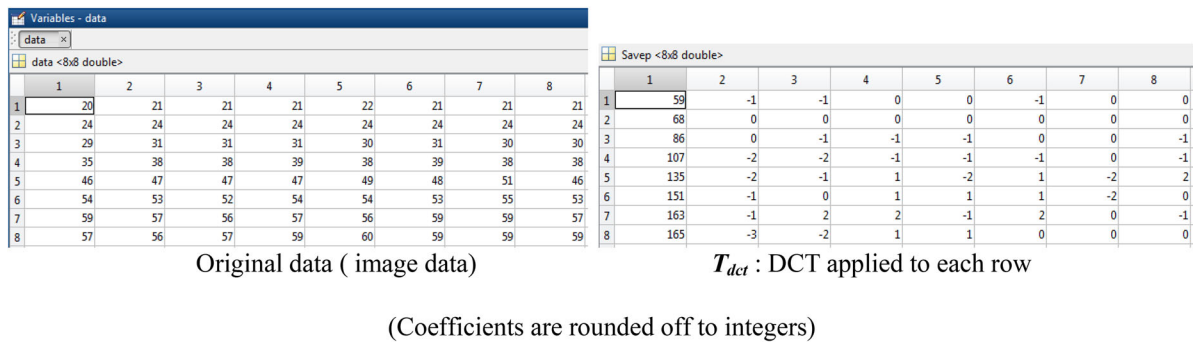 Variables - data
data ×
data <8x8 double>
1 2 3 4 5 6 7 8
1 20 21 21 21 22 21 21 21
2 24 24 24 24 24 24 24 24
3 29 31 31 31 30 31 30 30
4 35 38 38 39 38 39 38 38
5 46 47 47 47 49 48 51 46
6 54 53 52 54 54 53 55 53
7 59 57 56 57 56 59 59 57
8 57 56 57 59 60 59 59 59
Original data ( image data)
Savep <8x8 double>
1 2 3 4 5 6 7 8
1 59 -1 -1 0 0 -1 0 0
2 68 0 0 0 0 0 0 0
3 86 0 -1 -1 -1 0 0 -1
4 107 -2 -2 -1 -1 -1 0 -1
5 135 -2 -1 1 -2 1 -2 2
6 151 -1 0 1 1 1 -2 0
7 163 -1 2 2 -1 2 0 -1
8 165 -3 -2 1 1 0 0 0
Tdct : DCT applied to each row
(Coefficients are rounded off to integers)